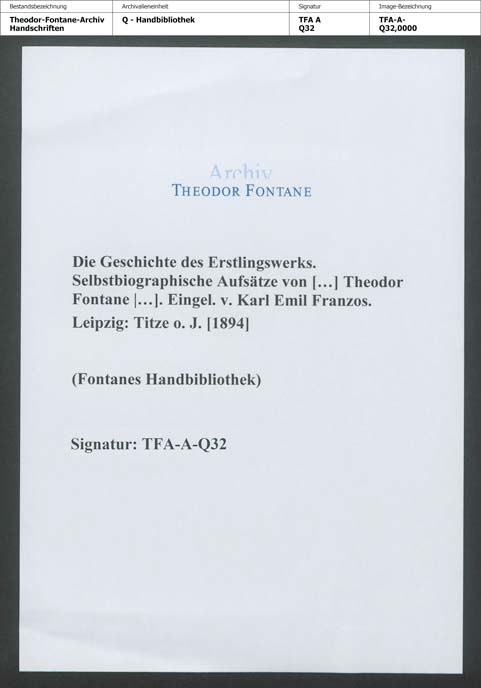 Bestandsbezeichnung Archivalieneinheit Signatur Image-Bezeichnung
Theodor-Fontane-Archiv Q - Handbibliothek TFA A TFA-A-
Handschriften Q32 Q32,0000
Archiv
THEODOR FONTANE
Die Geschichte des Erstlingswerks.
Selbstbiographische Aufsätze von […] Theodor
Fontane |…]. Eingel. v. Karl Emil Franzos.
Leipzig: Titze o. J. [1894]
(Fontanes Handbibliothek)
Signatur: TFA-A-Q32